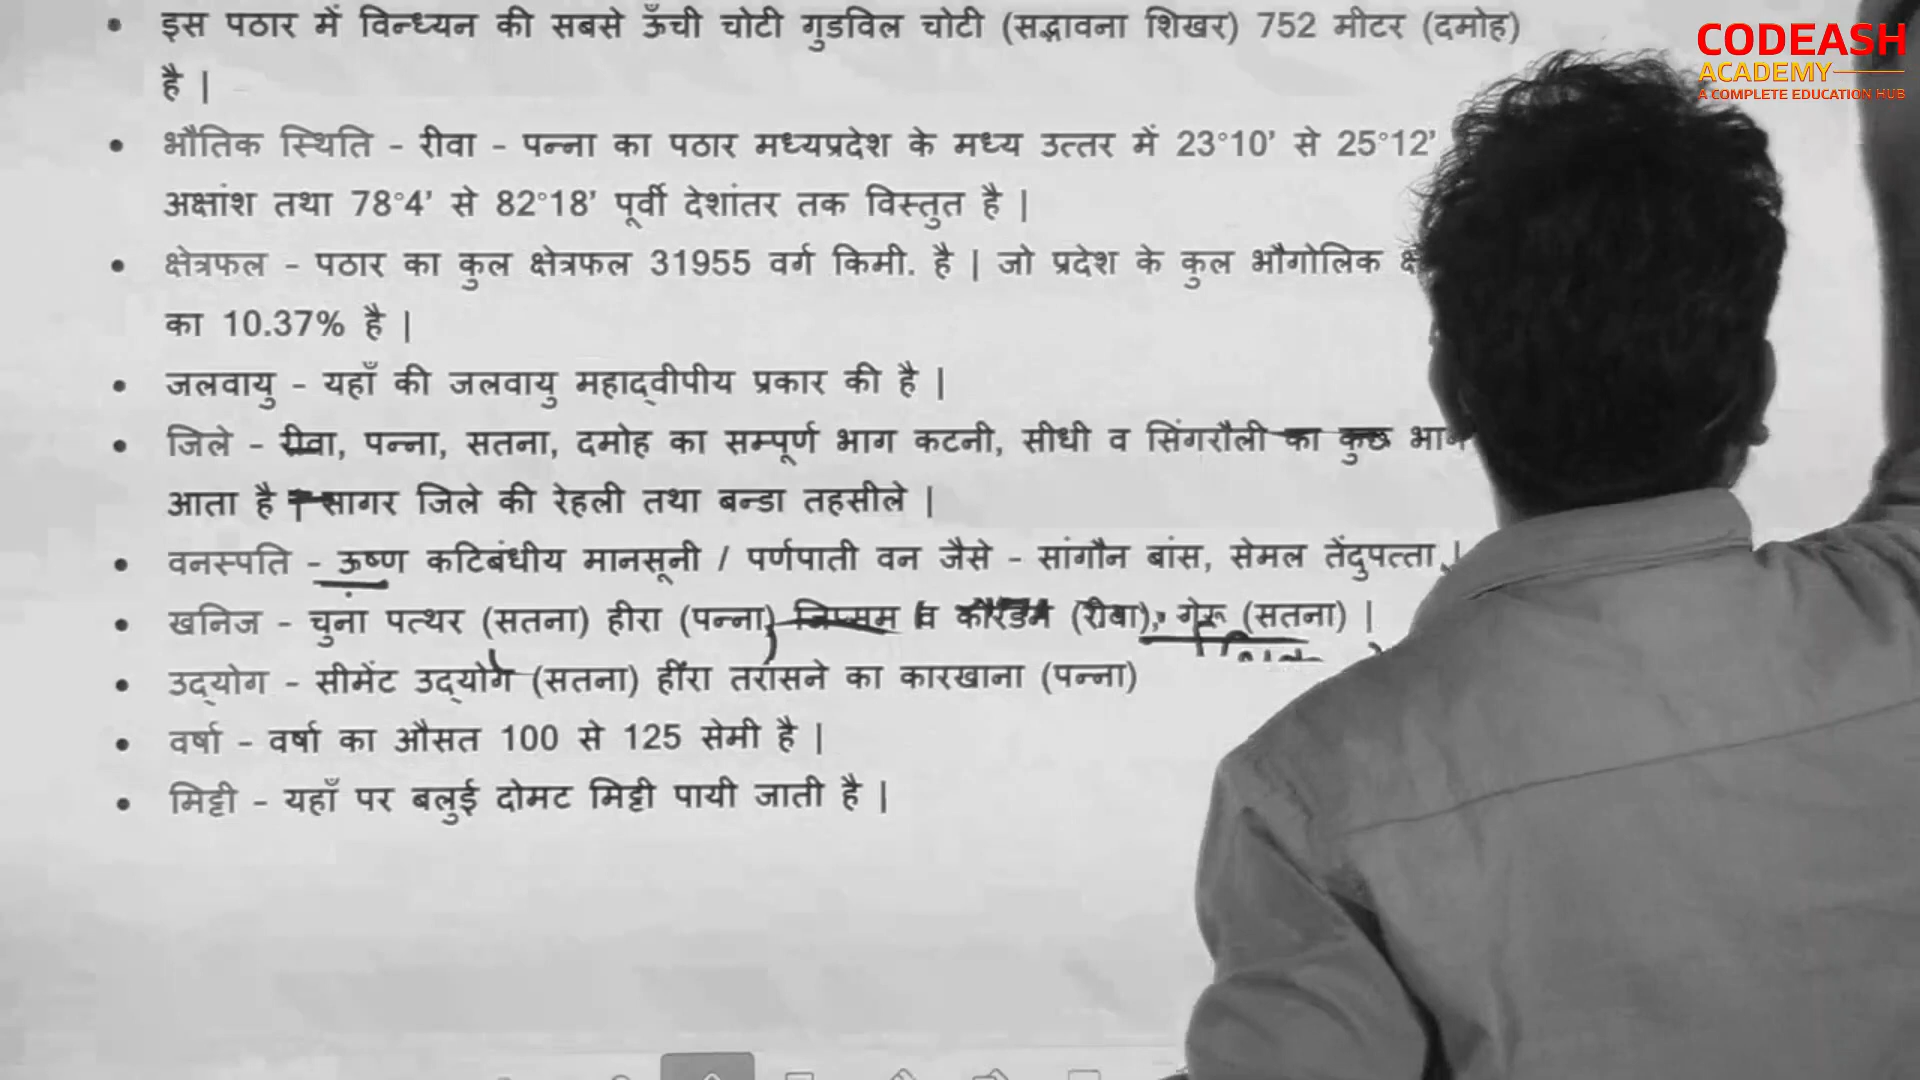 इस पठार में विन्ध्यन की सबसे ऊँची चोटी गुडविल चोटी (सद्भावना शिखर) 752 मीटर (दमोह)
है |
भौतिक स्थिति - रीवा - पन्ना का पठार मध्यप्रदेश के मध्य उत्तर में 23°10' से 25°12'
अक्षांश तथा 78°4' से 82°18' पूर्वी देशांतर तक विस्तुत है |
क्षेत्रफल - पठार का कुल क्षेत्रफल 31955 वर्ग किमी. है | जो प्रदेश के कुल भौगोलिक
का 10.37% है |
जलवायु - यहाँ की जलवायु महाद्वीपीय प्रकार की है |
जिले - रीवा, पन्ना, सतना, दमोह का सम्पूर्ण भाग कटनी, सीधी व सिंगरौली का कुछ भाग
आता है | सागर जिले की रेहली तथा बन्डा तहसीले |
वनस्पति - ऊष्ण कटिबंधीय मानसूनी / पर्णपाती वन जैसे - सांगौन बांस, सेमल तेंदुपत्ता |
खनिज - चुना पत्थर (सतना) हीरा (पन्ना) जिप्सम व कोरंडम (रीवा), गेरू (सतना) |
उद्योग - सीमेंट उद्योग (सतना) हीरा तरासने का कारखाना (पन्ना)
वर्षा - वर्षा का औसत 100 से 125 सेमी है |
मिट्टी - यहाँ पर बलुई दोमट मिट्टी पायी जाती है |
CODEASH
ACADEMY
A COMPLETE EDUCATION HUB